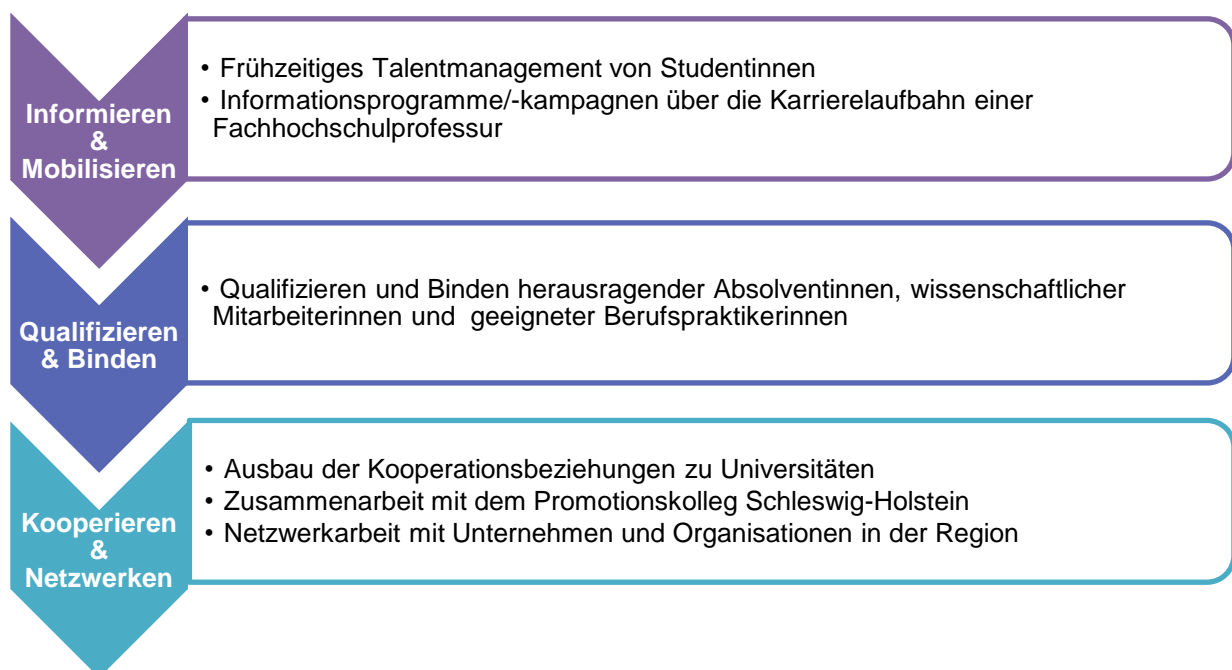 Informieren
&
Mobilisieren
• Frühzeitiges Talentmanagement von Studentinnen
• Informationsprogramme/-kampagnen über die Karrierelaufbahn einer
Fachhochschulprofessur
Qualifizieren
& Binden
• Qualifizieren und Binden herausragender Absolventinnen, wissenschaftlicher
Mitarbeiterinnen und  geeigneter Berufspraktikerinnen
Kooperieren
&
Netzwerken
• Ausbau der Kooperationsbeziehungen zu Universitäten
• Zusammenarbeit mit dem Promotionskolleg Schleswig-Holstein
• Netzwerkarbeit mit Unternehmen und Organisationen in der Region